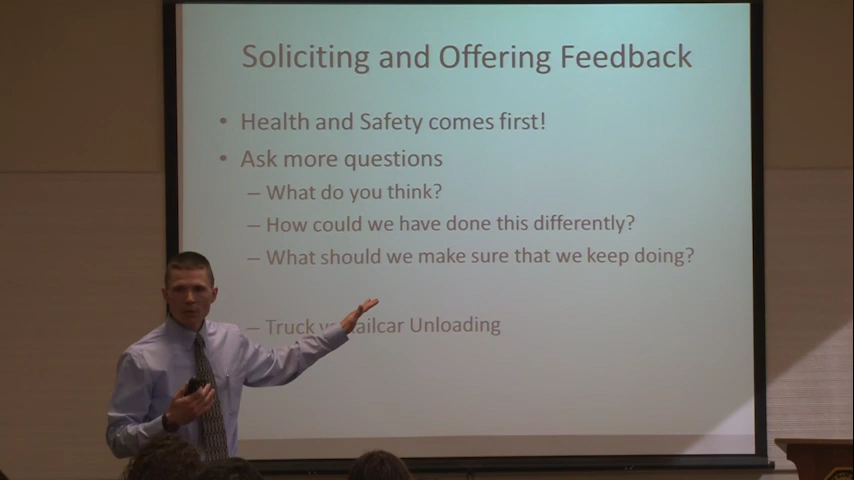 Soliciting and Offering Feedback
• Health and Safety comes first!
• Ask more questions
– What do you think?
– How could we have done this differently?
– What should we make sure that we keep doing?
– Truck Unloading